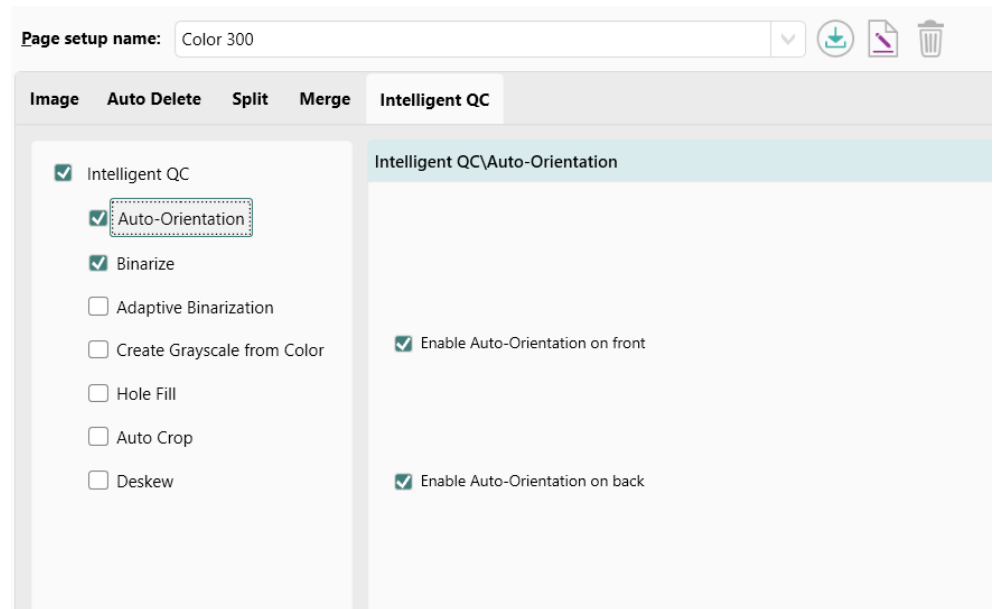 Page setup name: Color 300
Image Auto Delete Split Merge Intelligent QC
Intelligent QC
Auto-Orientation
Binarize
Adaptive Binarization
Create Grayscale from Color
Hole Fill
Auto Crop
Deskew
Intelligent QC\Auto-Orientation
Enable Auto-Orientation on front
Enable Auto-Orientation on back